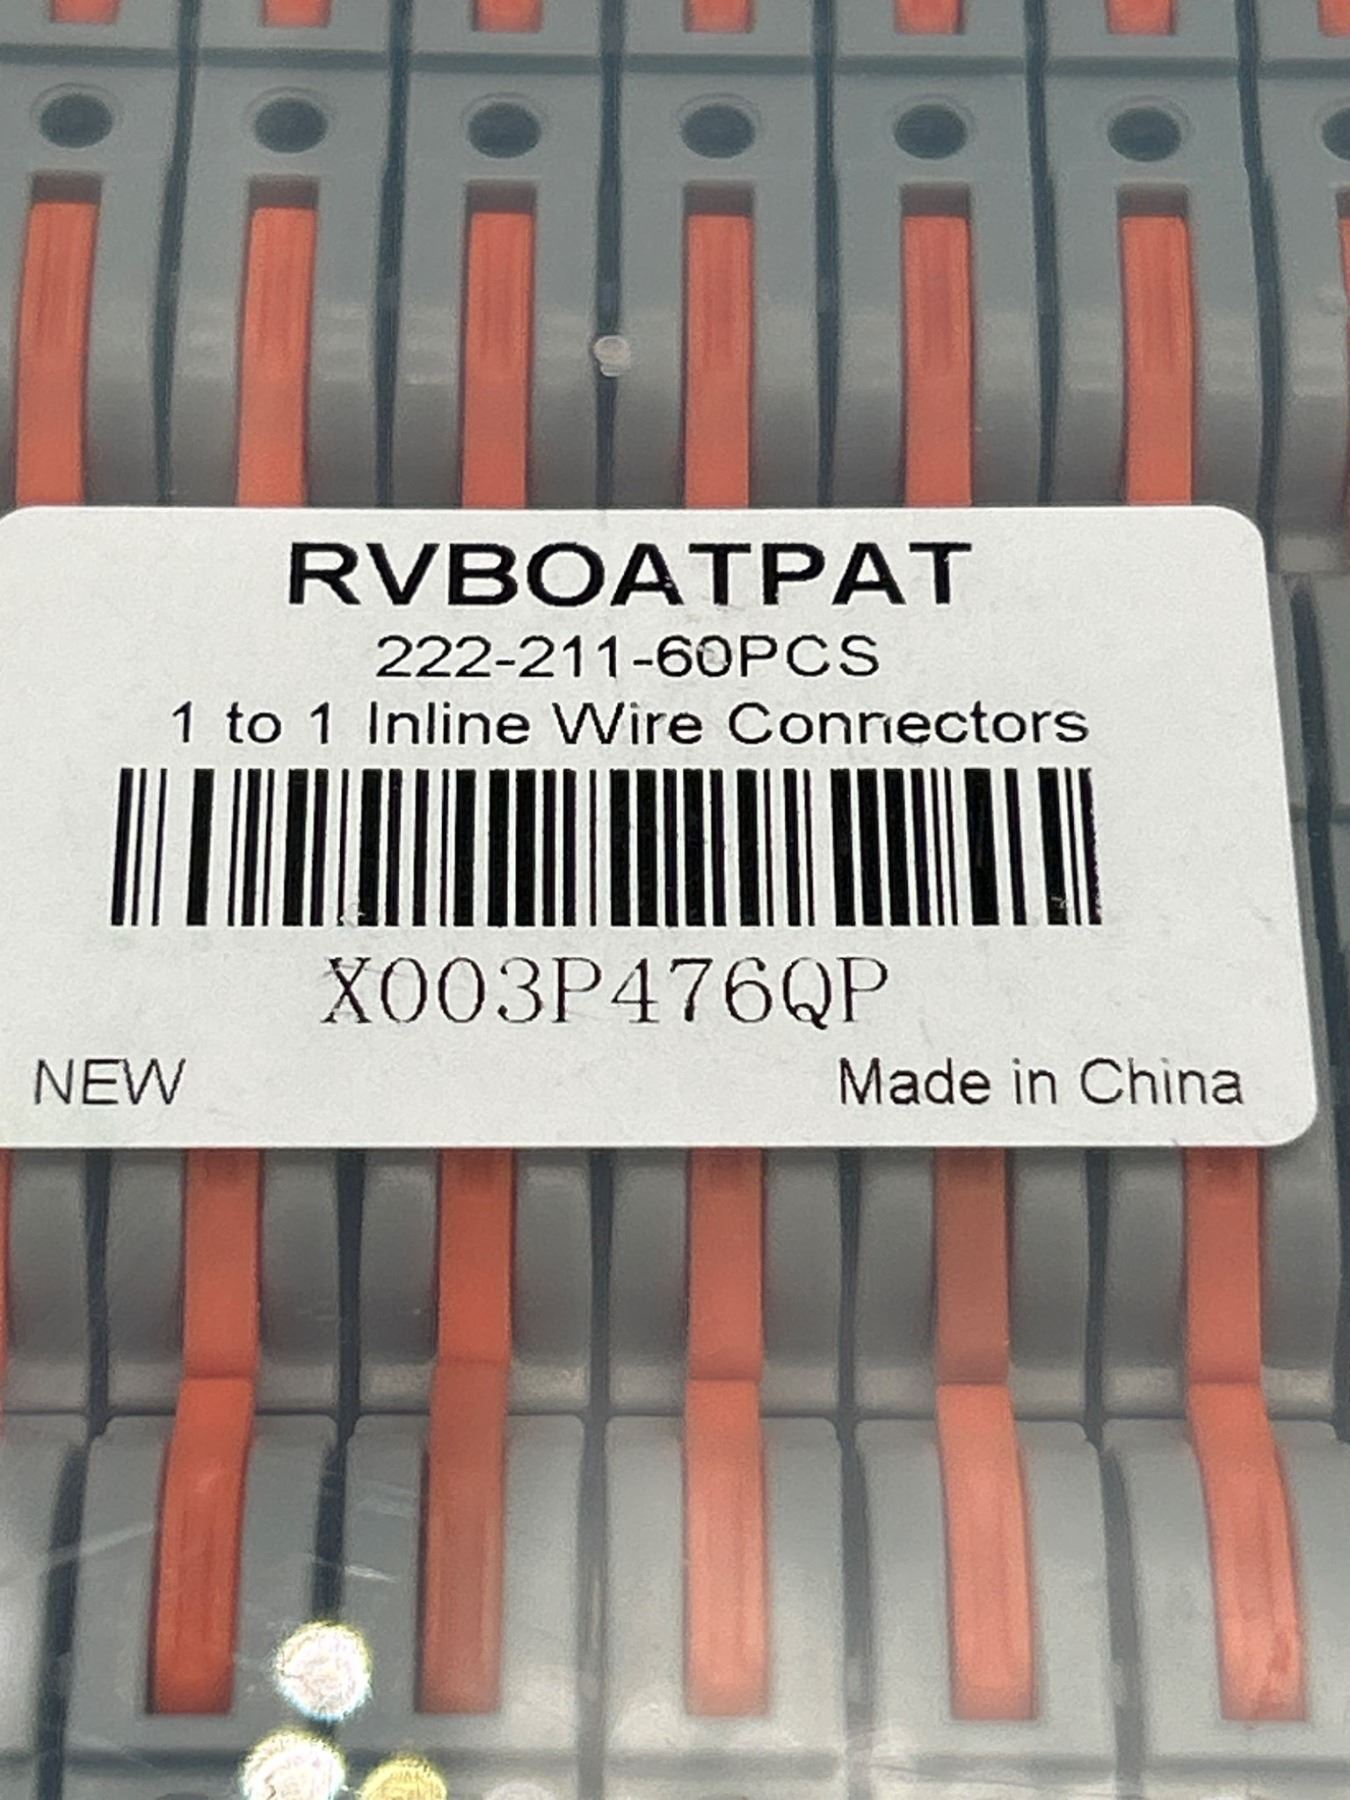 RVBOATPAT
222-211-60PCS
1 to 1 Inline Wire Connectors
X003P476QP
NEW
Made in China